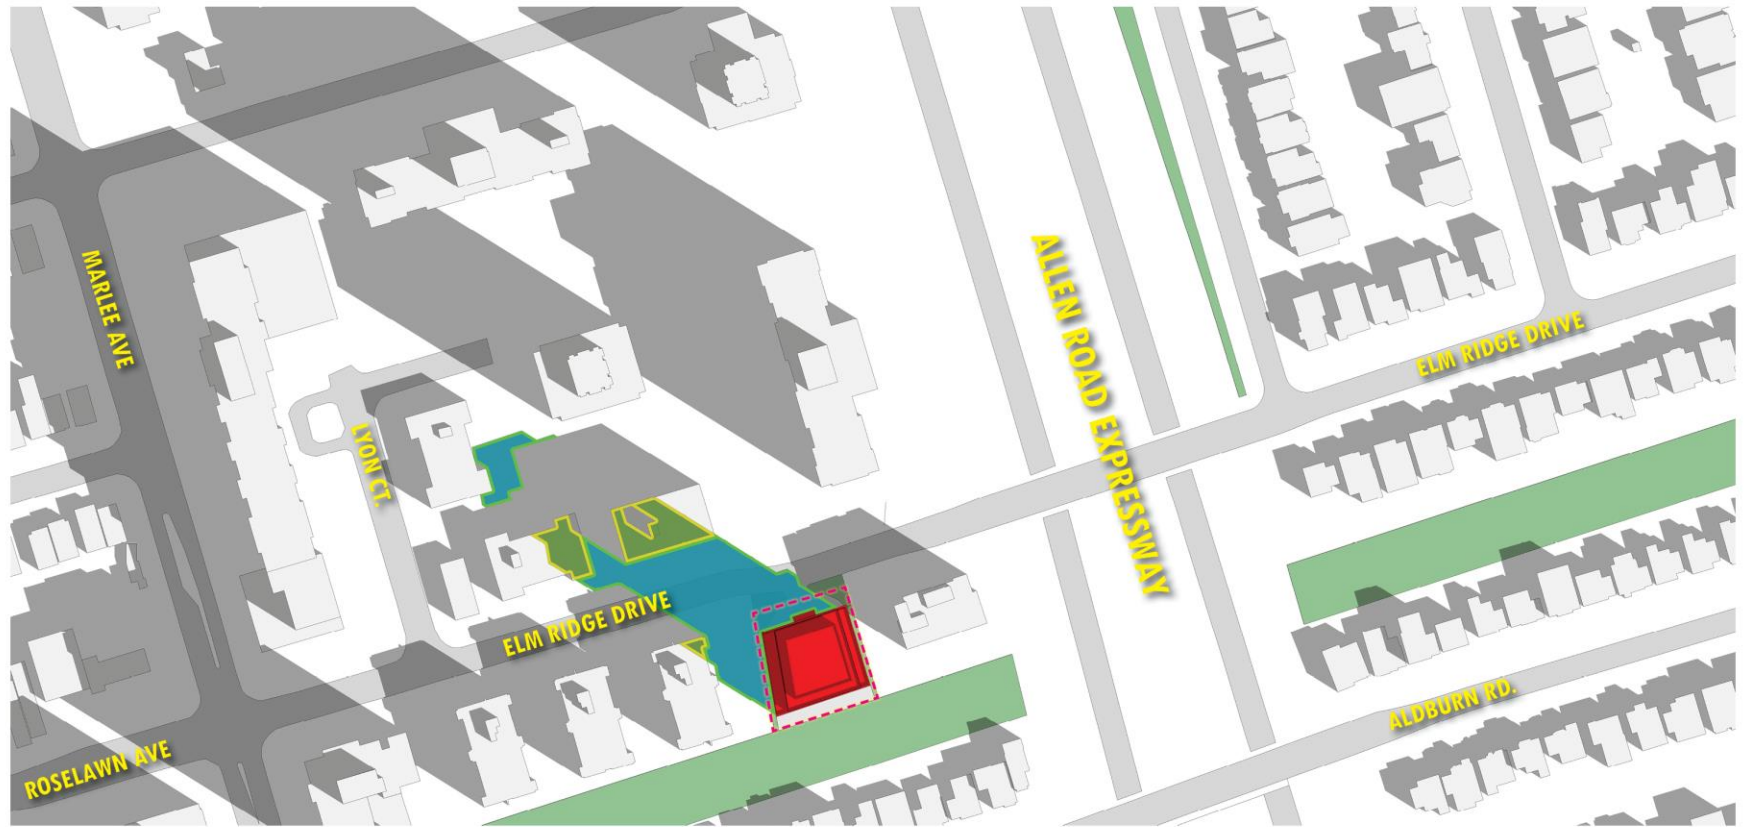 MARLEE AVE
ALLEN ROAD EXPRESSWAY
ELM RIDGE DRIVE
LYON CT.
ELM RIDGE DRIVE
ALDBURN RD.
ROSELAWN AVE